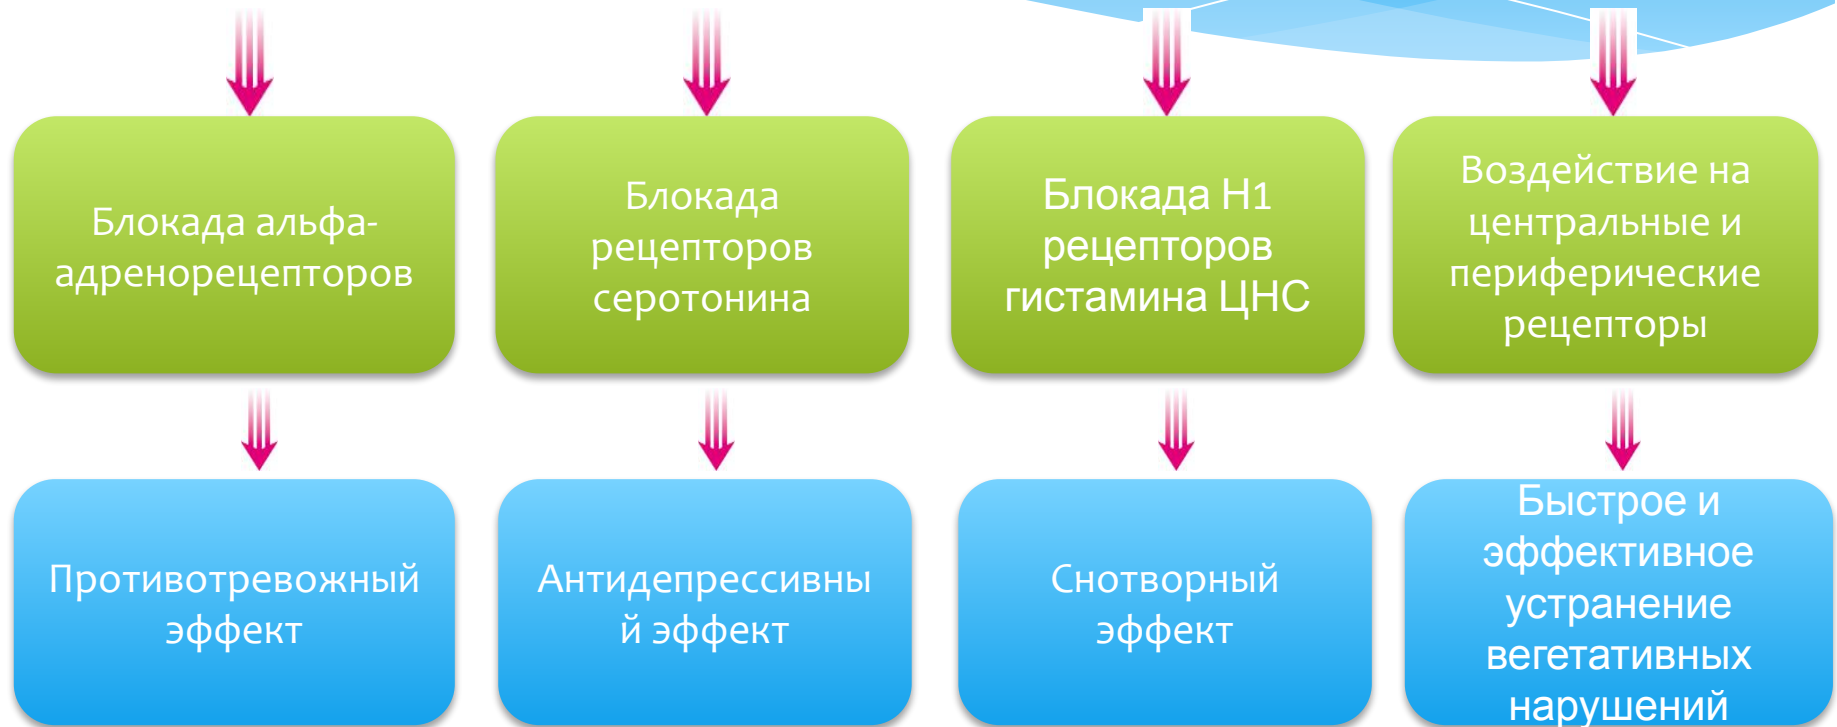 Блокада альфа-
адренорецепторов
Блокада
рецепторов
серотонина
Блокада Н1
рецепторов
гистамина ЦНС
Воздействие на
центральные и
периферические
рецепторы
Противотревожный
эффект
Антидепрессивны
й эффект
Снотворный
эффект
Быстрое и
эффективное
устранение
вегетативных
нарушений